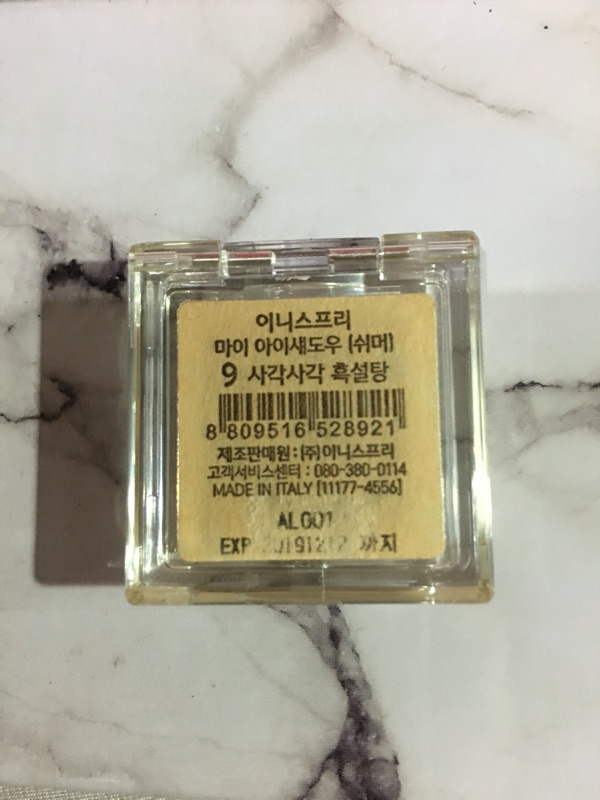 이니스프리
마이 아이섀도우 (쉬머)
9 사각사각 흑설탕
8 809516 528921
제조판매원 : (주)이니스프리
고객서비스센터 : 080-380-0114
MADE IN ITALY [11177-4556]
AL001
EXP 20191212 까지